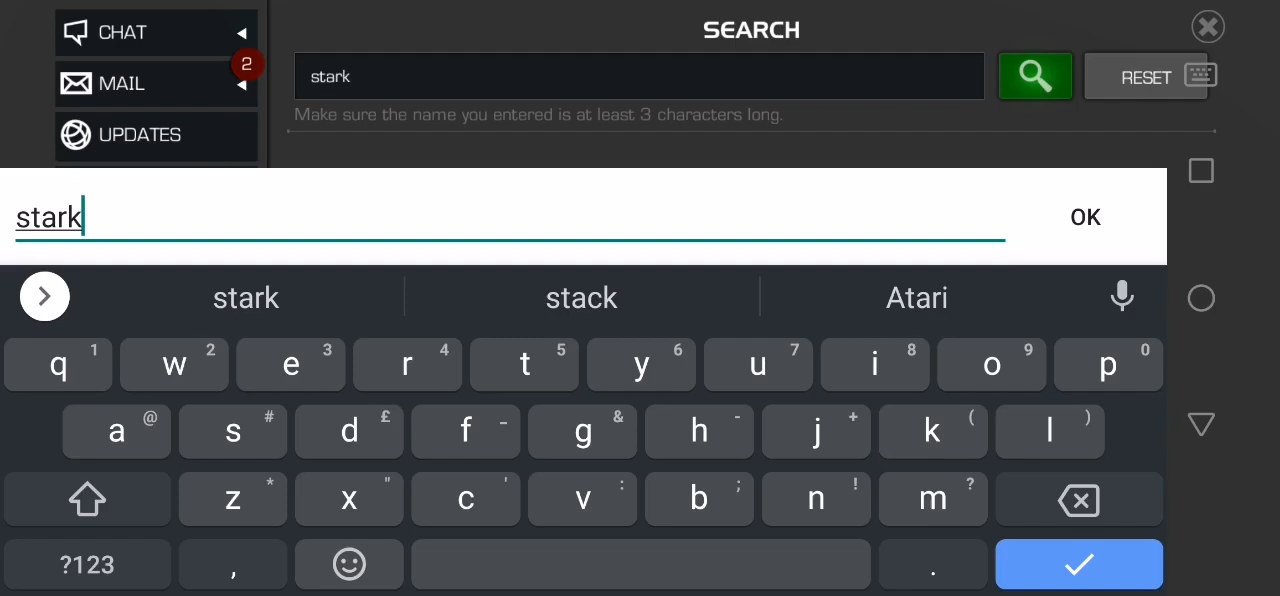 CHAT
2
MAIL
UPDATES
SEARCH
stark
RESET
Make sure the name you entered is at least 3 characters long.
stark
OK
stark stack Atari
q 1 w 2 e 3 r 4 t 5 y 6 u 7 i 8 o 9 p 0
a @ s # d £ f _ g & h - j + k ( l )
z * x " c ' v : b ; n ! m ?
?123 , .